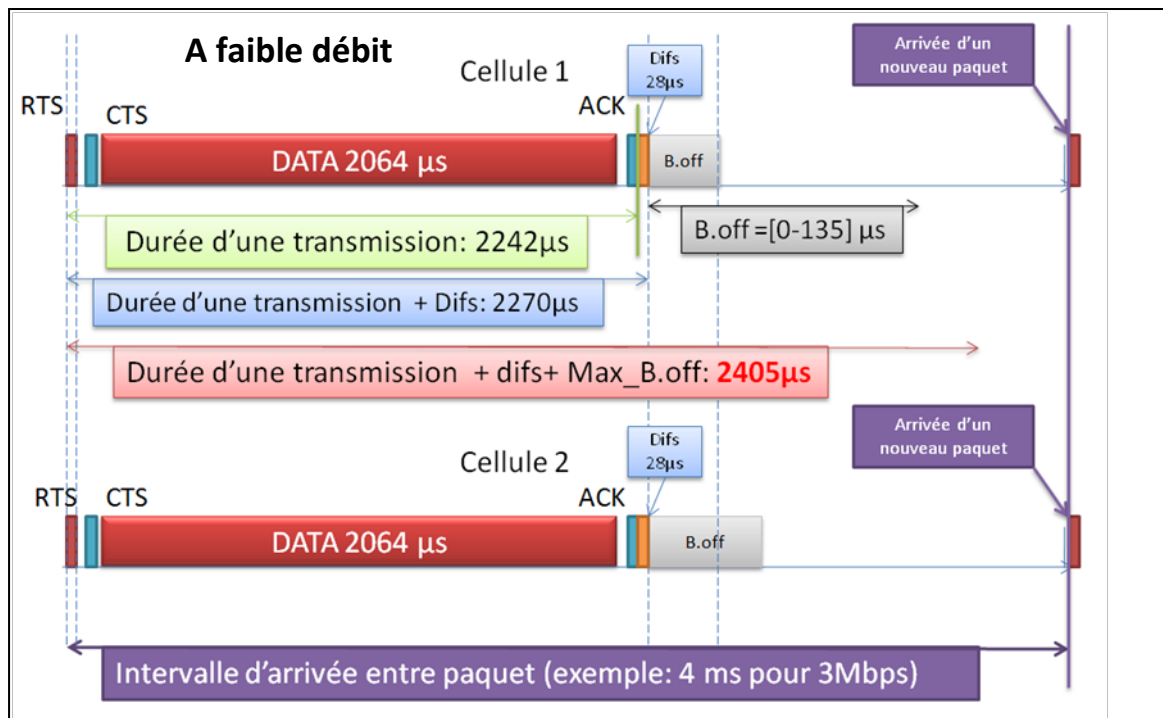 A faible débit
Cellule 1
Difs
28µs
Arrivée d'un
nouveau paquet
RTS
CTS
ACK
DATA 2064 µs
B.off
B.off =[0-135] µs
Durée d'une transmission: 2242µs
Durée d'une transmission + Difs: 2270µs
Durée d'une transmission + difs+ Max_B.off: 2405µs
Cellule 2
Difs
28µs
Arrivée d'un
nouveau paquet
RTS
CTS
ACK
DATA 2064 µs
B.off
Intervalle d'arrivée entre paquet (exemple: 4 ms pour 3Mbps)